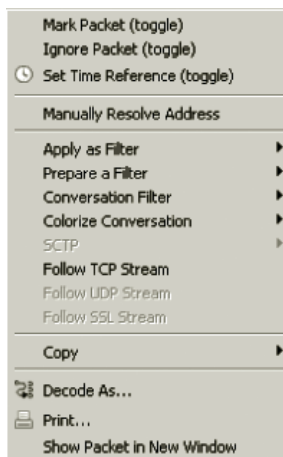 Mark Packet (toggle)
Ignore Packet (toggle)
Set Time Reference (toggle)
Manually Resolve Address
Apply as Filter
Prepare a Filter
Conversation Filter
Colorize Conversation
SCTP
Follow TCP Stream
Follow UDP Stream
Follow SSL Stream
Copy
Decode As...
Print...
Show Packet in New Window